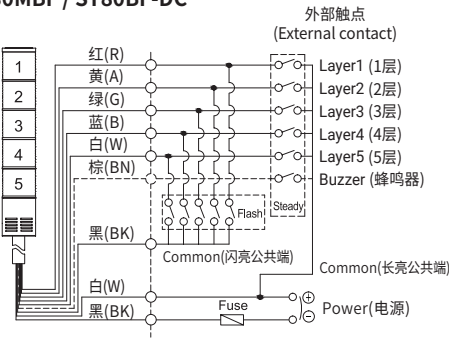 80MBF / ST80BF-DC
外部触点
(External contact)
1
2
3
4
5
红(R)
黄(A)
绿(G)
蓝(B)
白(W)
棕(BN)
黑(BK)
白(W)
黑(BK)
Layer1 (1层)
Layer2 (2层)
Layer3 (3层)
Layer4 (4层)
Layer5 (5层)
Buzzer (蜂鸣器)
Flash
Steady
Common(闪亮公共端)
Common(长亮公共端)
Fuse
Power(电源)